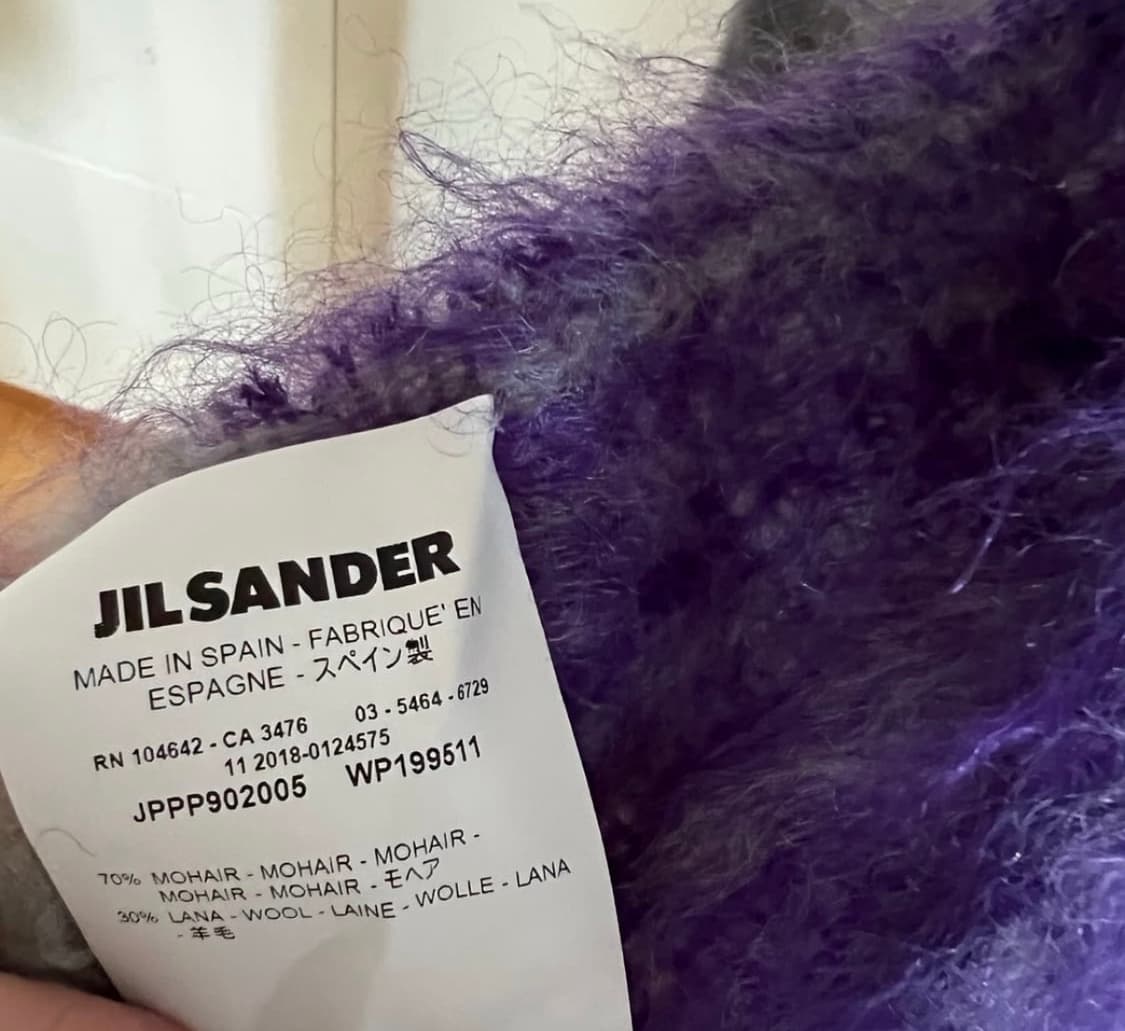 JIL SANDER
MADE IN SPAIN - FABRIQUE' EN
ESPAGNE - スペイン製
RN 104642 - CA 3476 03 - 5464 - 6729
11 2018-0124575
JPPP902005 WP199511
70% MOHAIR - MOHAIR - MOHAIR -
MOHAIR - MOHAIR - モヘア
30% LANA - WOOL - LAINE - WOLLE - LANA
- 羊毛